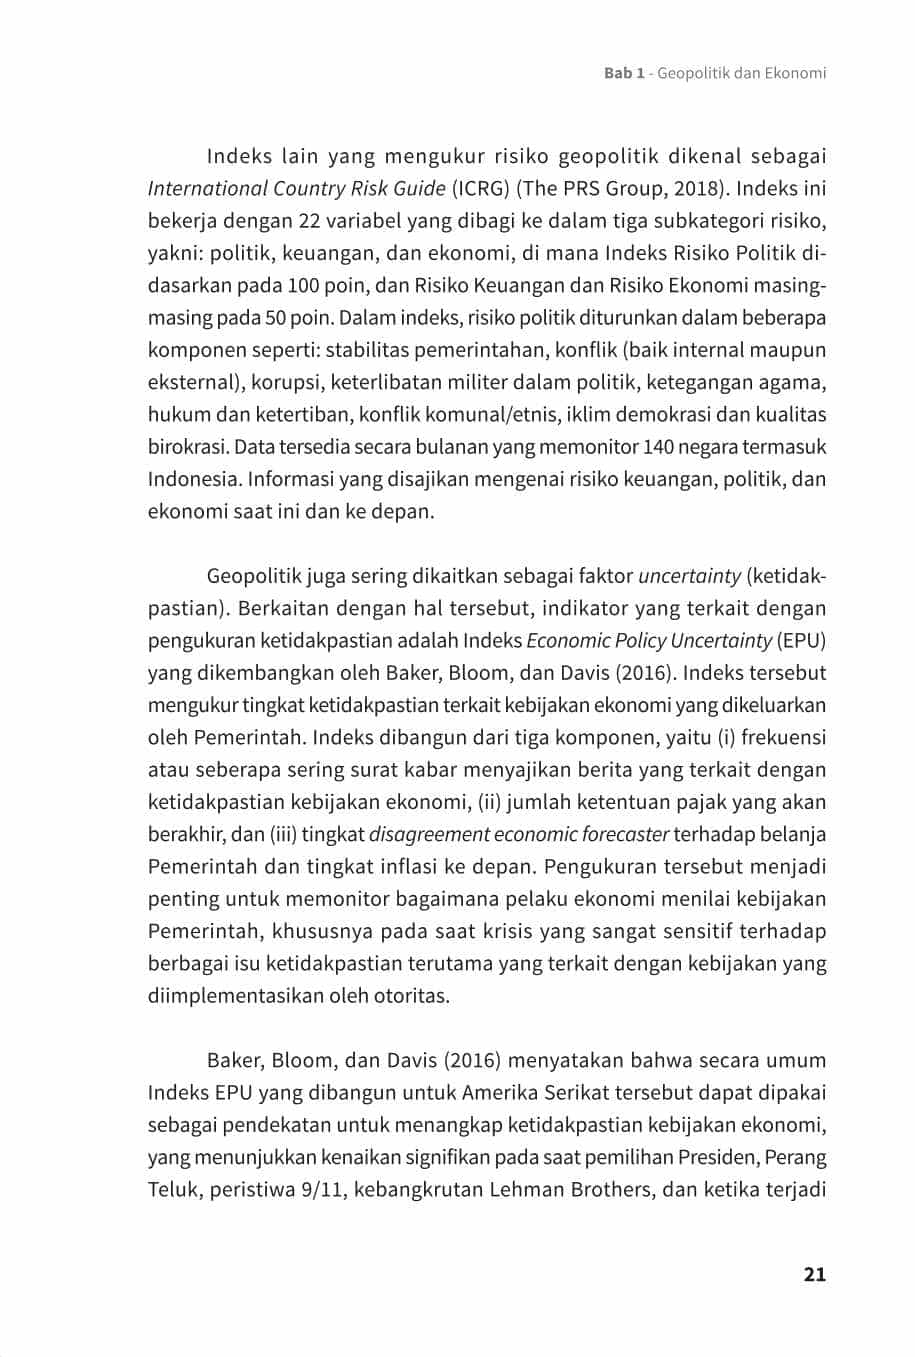 Bab 1 - Geopolitik dan Ekonomi
Indeks lain yang mengukur risiko geopolitik dikenal sebagai
International Country Risk Guide (ICRG) (The PRS Group, 2018). Indeks ini
bekerja dengan 22 variabel yang dibagi ke dalam tiga subkategori risiko,
yakni: politik, keuangan, dan ekonomi, di mana Indeks Risiko Politik di-
dasarkan pada 100 poin, dan Risiko Keuangan dan Risiko Ekonomi masing-
masing pada 50 poin. Dalam indeks, risiko politik diturunkan dalam beberapa
komponen seperti: stabilitas pemerintahan, konflik (baik internal maupun
eksternal), korupsi, keterlibatan militer dalam politik, ketegangan agama,
hukum dan ketertiban, konflik komunal/etnis, iklim demokrasi dan kualitas
birokrasi. Data tersedia secara bulanan yang memonitor 140 negara termasuk
Indonesia. Informasi yang disajikan mengenai risiko keuangan, politik, dan
ekonomi saat ini dan ke depan.
Geopolitik juga sering dikaitkan sebagai faktor uncertainty (ketidak-
pastian). Berkaitan dengan hal tersebut, indikator yang terkait dengan
pengukuran ketidakpastian adalah Indeks Economic Policy Uncertainty (EPU)
yang dikembangkan oleh Baker, Bloom, dan Davis (2016). Indeks tersebut
mengukur tingkat ketidakpastian terkait kebijakan ekonomi yang dikeluarkan
oleh Pemerintah. Indeks dibangun dari tiga komponen, yaitu (i) frekuensi
atau seberapa sering surat kabar menyajikan berita yang terkait dengan
ketidakpastian kebijakan ekonomi, (ii) jumlah ketentuan pajak yang akan
berakhir, dan (iii) tingkat disagreement economic forecaster terhadap belanja
Pemerintah dan tingkat inflasi ke depan. Pengukuran tersebut menjadi
penting untuk memonitor bagaimana pelaku ekonomi menilai kebijakan
Pemerintah, khususnya pada saat krisis yang sangat sensitif terhadap
berbagai isu ketidakpastian terutama yang terkait dengan kebijakan yang
diimplementasikan oleh otoritas.
Baker, Bloom, dan Davis (2016) menyatakan bahwa secara umum
Indeks EPU yang dibangun untuk Amerika Serikat tersebut dapat dipakai
sebagai pendekatan untuk menangkap ketidakpastian kebijakan ekonomi,
yang menunjukkan kenaikan signifikan pada saat pemilihan Presiden, Perang
Teluk, peristiwa 9/11, kebangkrutan Lehman Brothers, dan ketika terjadi
21